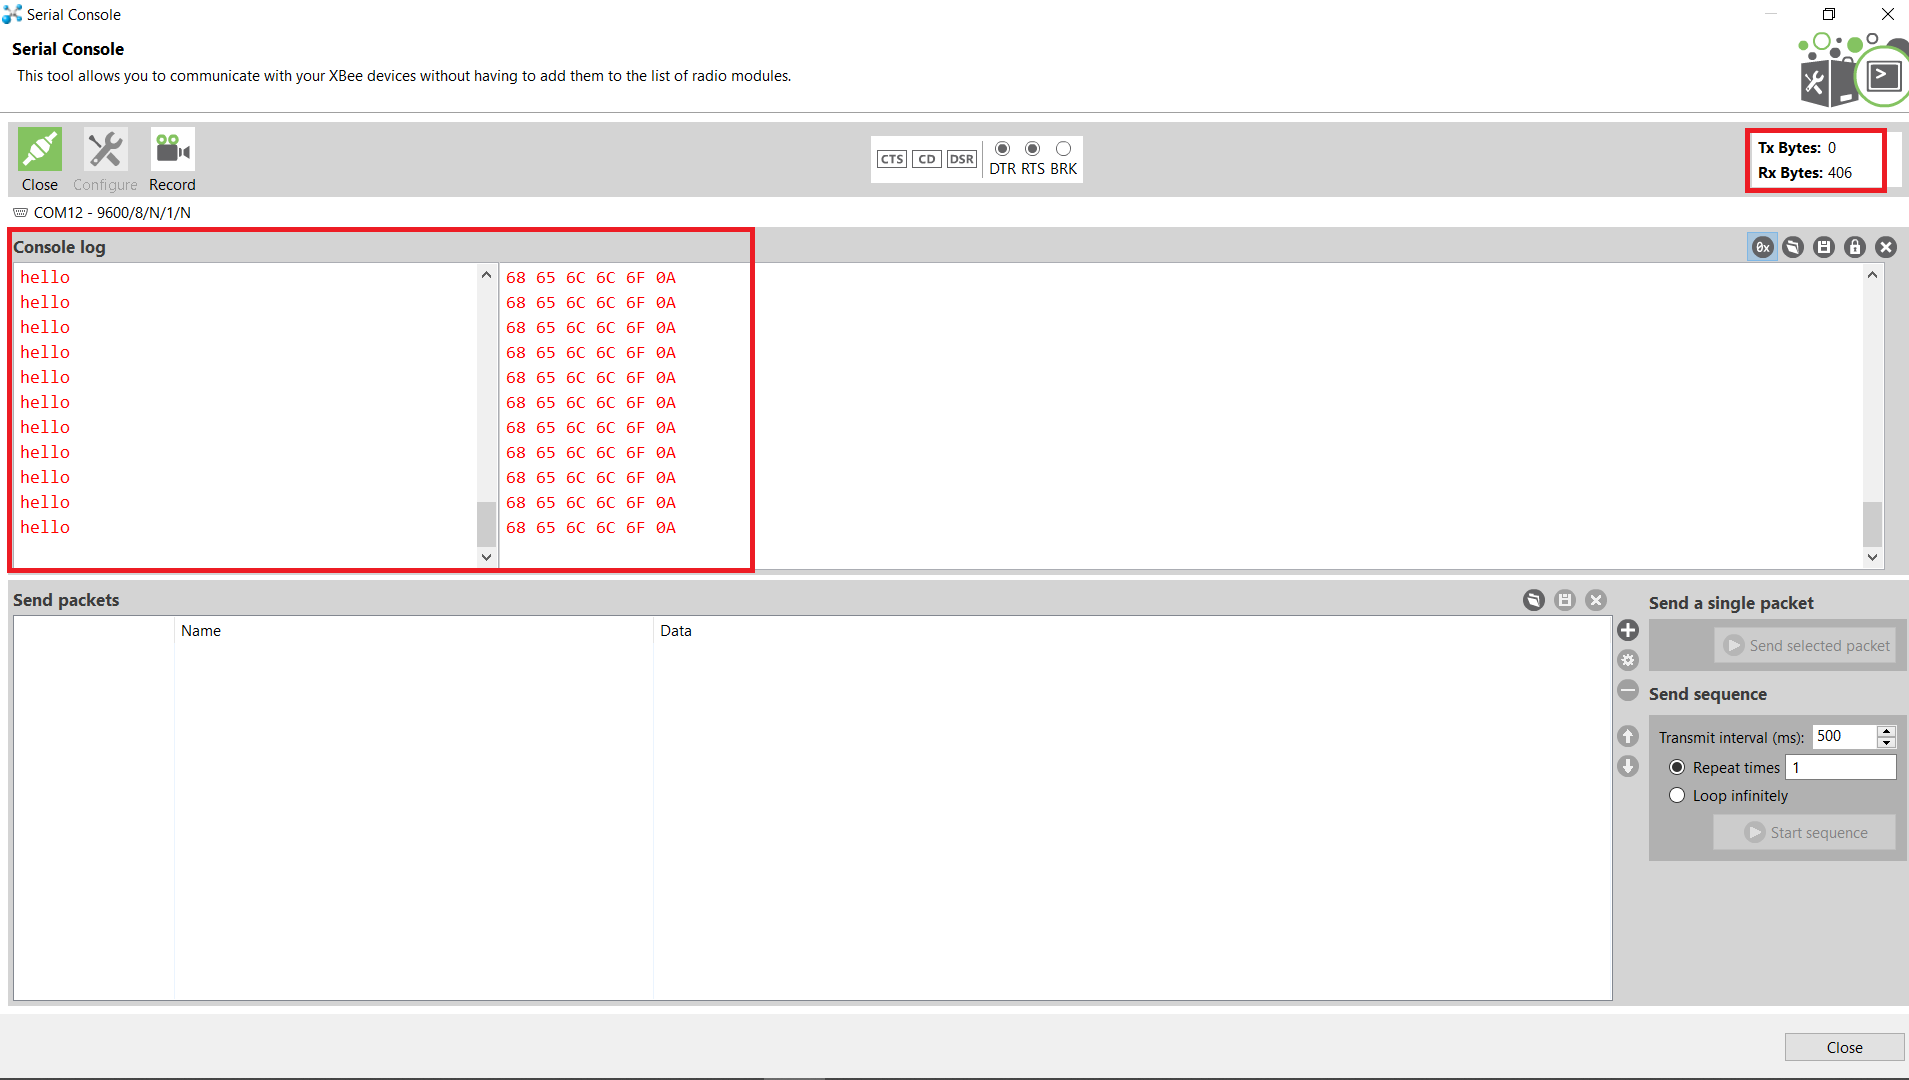 Serial Console
Serial Console
This tool allows you to communicate with your XBee devices without having to add them to the list of radio modules.
Close
Configure
Record
CTS CD DSR DTR RTS BRK
Tx Bytes: 0
Rx Bytes: 406
COM12 - 9600/8/N/1/N
Console log
0x
hello 68 65 6C 6C 6F 0A
hello 68 65 6C 6C 6F 0A
hello 68 65 6C 6C 6F 0A
hello 68 65 6C 6C 6F 0A
hello 68 65 6C 6C 6F 0A
hello 68 65 6C 6C 6F 0A
hello 68 65 6C 6C 6F 0A
hello 68 65 6C 6C 6F 0A
hello 68 65 6C 6C 6F 0A
hello 68 65 6C 6C 6F 0A
hello 68 65 6C 6C 6F 0A
Send packets
Name Data
Send a single packet
Send selected packet
Send sequence
Transmit interval (ms): 500
Repeat times 1
Loop infinitely
Start sequence
Close